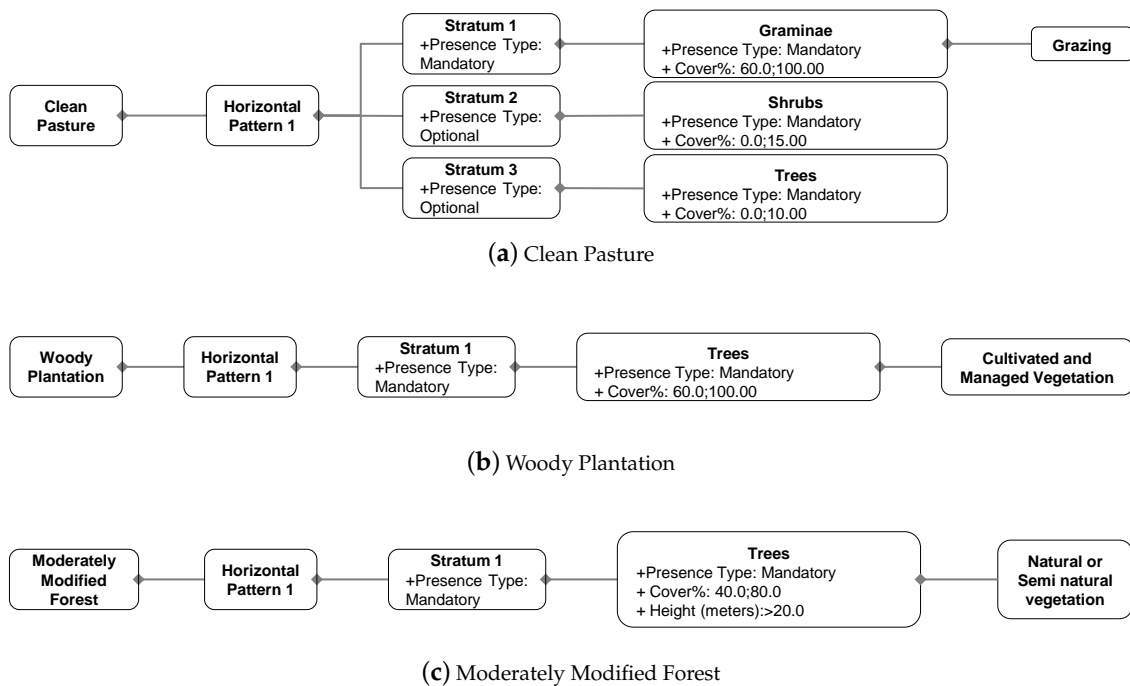 Clean
Pasture
Horizontal
Pattern 1
Stratum 1
+Presence Type:
Mandatory
Graminae
+Presence Type: Mandatory
+ Cover%: 60.0;100.00
Grazing
Stratum 2
+Presence Type:
Optional
Shrubs
+Presence Type: Mandatory
+ Cover%: 0.0;15.00
Stratum 3
+Presence Type:
Optional
Trees
+Presence Type: Mandatory
+ Cover%: 0.0;10.00
(a) Clean Pasture
Woody
Plantation
Horizontal
Pattern 1
Stratum 1
+Presence Type:
Mandatory
Trees
+Presence Type: Mandatory
+ Cover%: 60.0;100.00
Cultivated and
Managed Vegetation
(b) Woody Plantation
Moderately
Modified
Forest
Horizontal
Pattern 1
Stratum 1
+Presence Type:
Mandatory
Trees
+Presence Type: Mandatory
+ Cover%: 40.0;80.0
+ Height (meters):>20.0
Natural or
Semi natural
vegetation
(c) Moderately Modified Forest